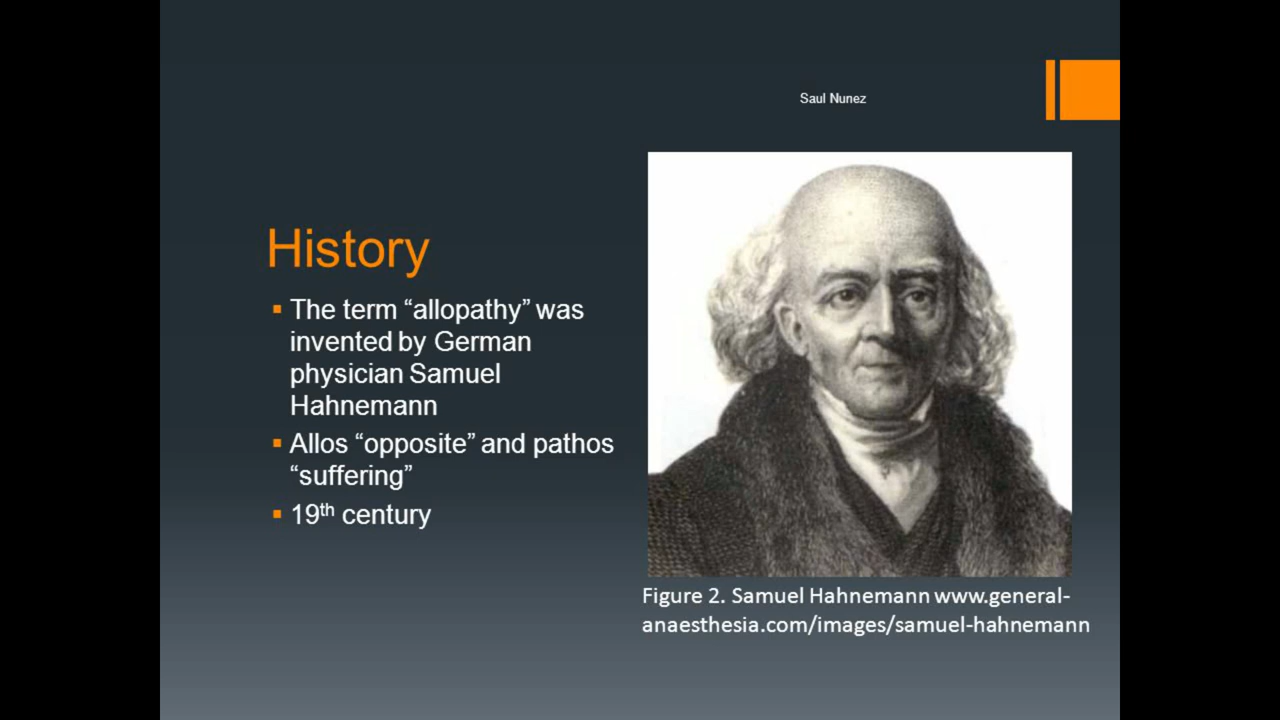 Saul Nunez
History
▪ The term “allopathy” was
invented by German
physician Samuel
Hahnemann
▪ Allos “opposite” and pathos
“suffering”
▪ 19th century
Figure 2. Samuel Hahnemann www.general-
anaesthesia.com/images/samuel-hahnemann